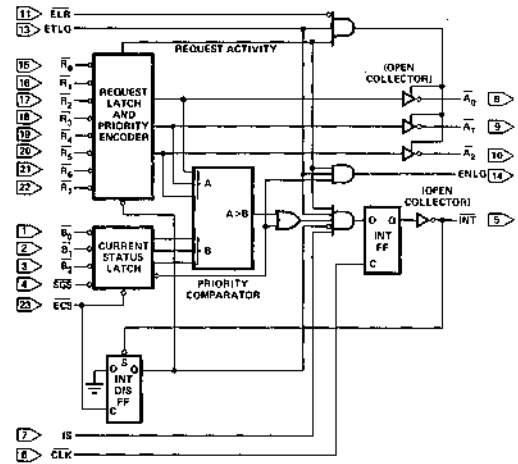 11 ELR
13 ETLG
REQUEST ACTIVITY
15 R0
16 R1
17 R2
18 R3
19 R4
20 R5
21 R6
22 R7
REQUEST
LATCH
AND
PRIORITY
ENCODER
(OPEN
COLLECTOR)
A0 8
A1 9
A2 10
ENLG 14
(OPEN
COLLECTOR)
INT 5
A
A>B
B
PRIORITY
COMPARATOR
1 B0
2 B1
3 B2
4 SGS
23 ECS
CURRENT
STATUS
LATCH
D Q
INT
FF
C
S
D Q
INT
DIS
FF
C
7 IS
6 CLK